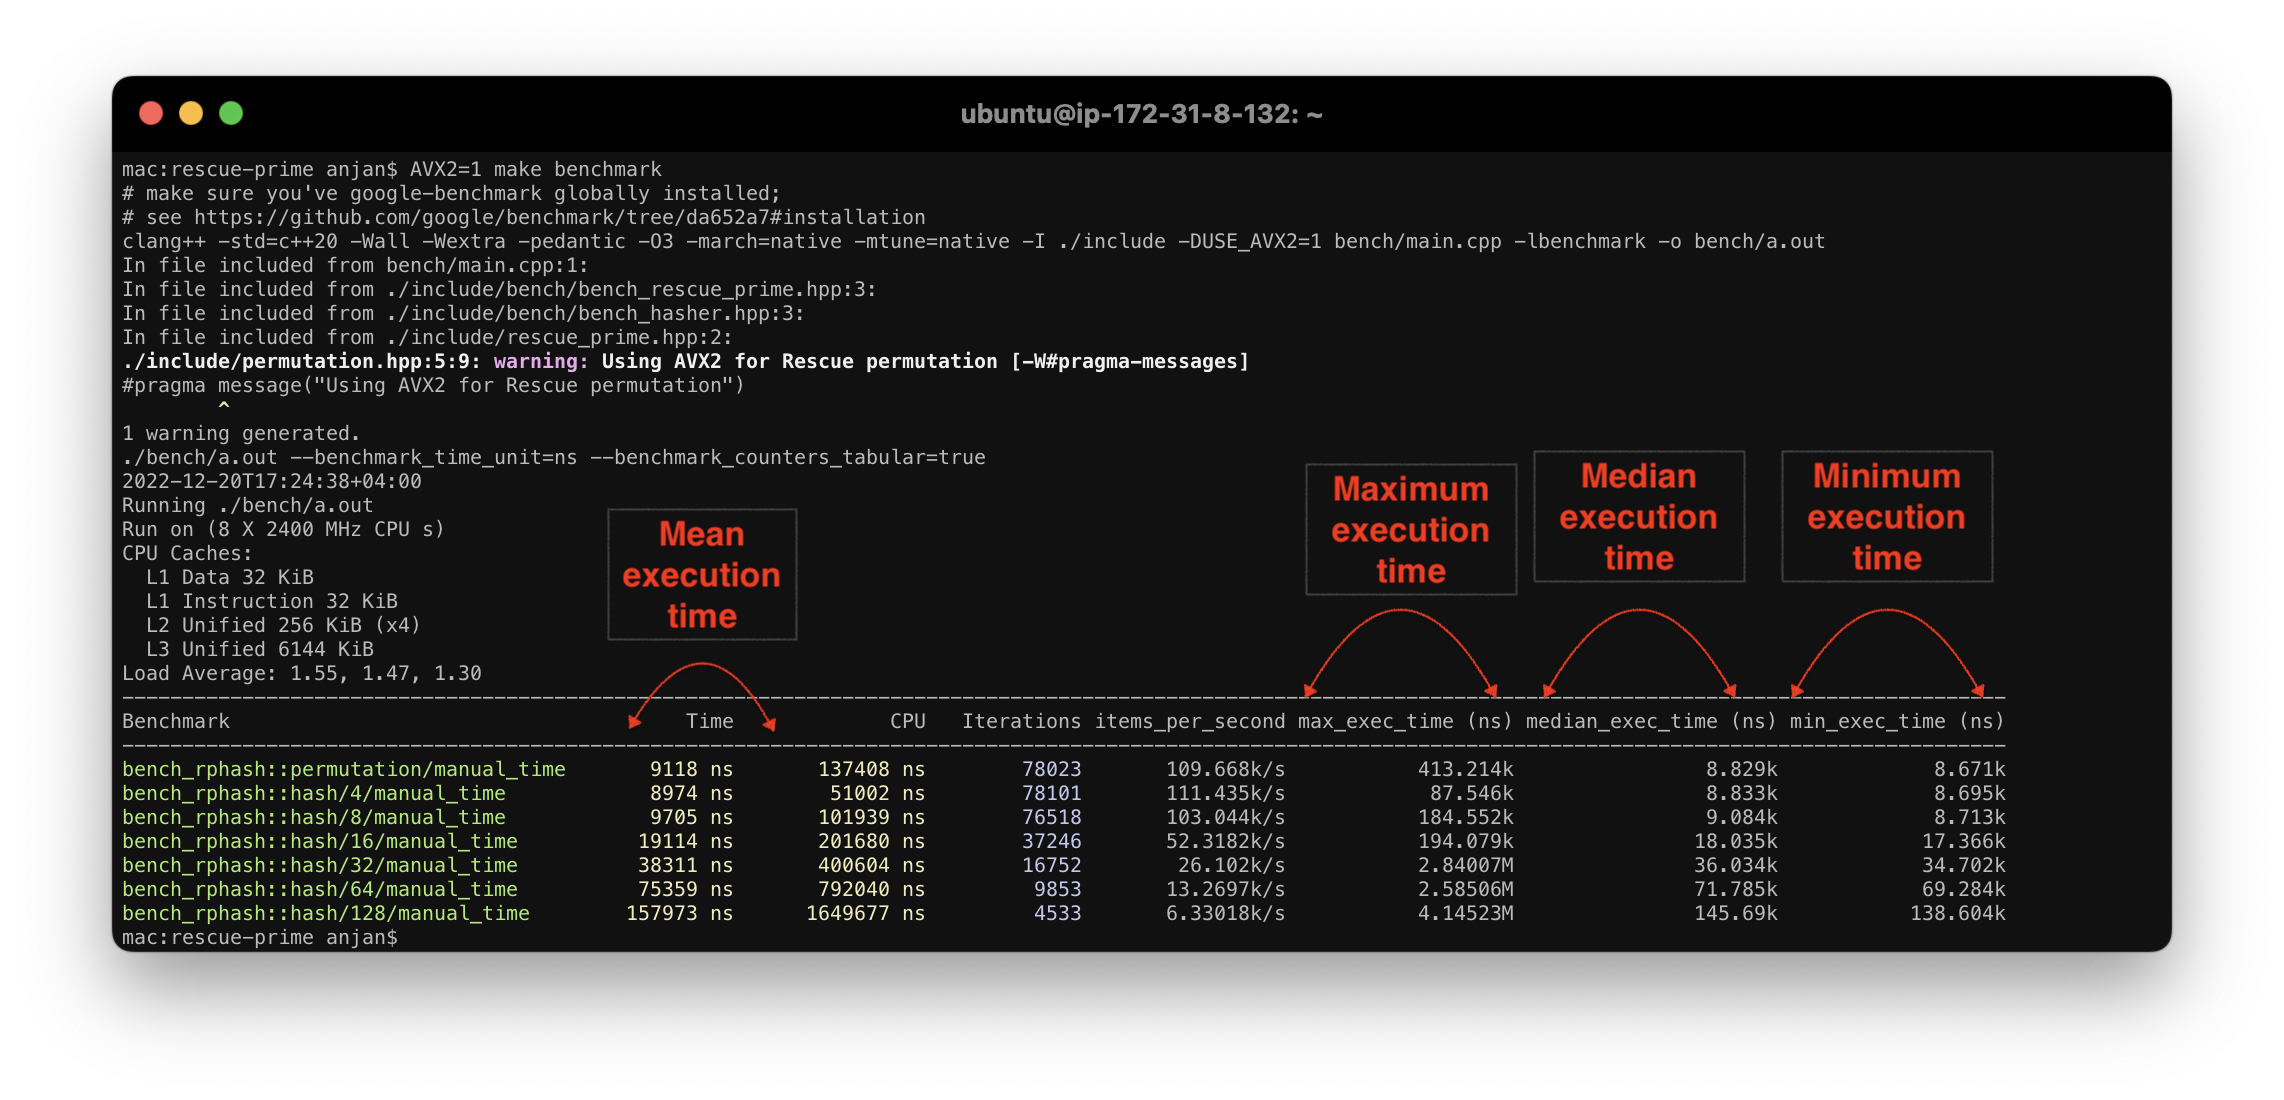 ubuntu@ip-172-31-8-132: ~
mac:rescue-prime anjan$ AVX2=1 make benchmark
# make sure you've google-benchmark globally installed;
# see https://github.com/google/benchmark/tree/da652a7#installation
clang++ -std=c++20 -Wall -Wextra -pedantic -O3 -march=native -mtune=native -I ./include -DUSE_AVX2=1 bench/main.cpp -lbenchmark -o bench/a.out
In file included from bench/main.cpp:1:
In file included from ./include/bench/bench_rescue_prime.hpp:3:
In file included from ./include/bench/bench_hasher.hpp:3:
In file included from ./include/rescue_prime.hpp:2:
./include/permutation.hpp:5:9: warning: Using AVX2 for Rescue permutation [-W#pragma-messages]
#pragma message("Using AVX2 for Rescue permutation")
        ^
1 warning generated.
./bench/a.out --benchmark_time_unit=ns --benchmark_counters_tabular=true
2022-12-20T17:24:38+04:00
Running ./bench/a.out
Run on (8 X 2400 MHz CPU s)
CPU Caches:
  L1 Data 32 KiB
  L1 Instruction 32 KiB
  L2 Unified 256 KiB (x4)
  L3 Unified 6144 KiB
Load Average: 1.55, 1.47, 1.30
Mean
execution
time
Maximum
execution
time
Median
execution
time
Minimum
execution
time
Benchmark Time CPU Iterations items_per_second max_exec_time (ns) median_exec_time (ns) min_exec_time (ns)
bench_rphash::permutation/manual_time 9118 ns 137408 ns 78023 109.668k/s 413.214k 8.829k 8.671k
bench_rphash::hash/4/manual_time 8974 ns 51002 ns 78101 111.435k/s 87.546k 8.833k 8.695k
bench_rphash::hash/8/manual_time 9705 ns 101939 ns 76518 103.044k/s 184.552k 9.084k 8.713k
bench_rphash::hash/16/manual_time 19114 ns 201680 ns 37246 52.3182k/s 194.079k 18.035k 17.366k
bench_rphash::hash/32/manual_time 38311 ns 400604 ns 16752 26.102k/s 2.84007M 36.034k 34.702k
bench_rphash::hash/64/manual_time 75359 ns 792040 ns 9853 13.2697k/s 2.58506M 71.785k 69.284k
bench_rphash::hash/128/manual_time 157973 ns 1649677 ns 4533 6.33018k/s 4.14523M 145.69k 138.604k
mac:rescue-prime anjan$